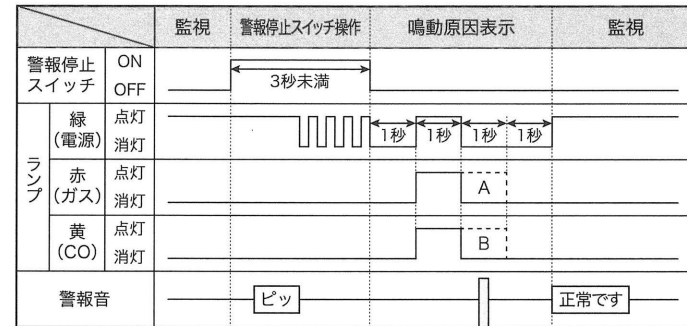 監視 警報停止スイッチ操作 鳴動原因表示 監視
警報停止
スイッチ
ON
OFF
3秒未満
ランプ
緑
(電源)
点灯
消灯
1秒 1秒 1秒 1秒
赤
(ガス)
点灯
消灯
A
黄
(CO)
点灯
消灯
B
警報音 ピッ 正常です